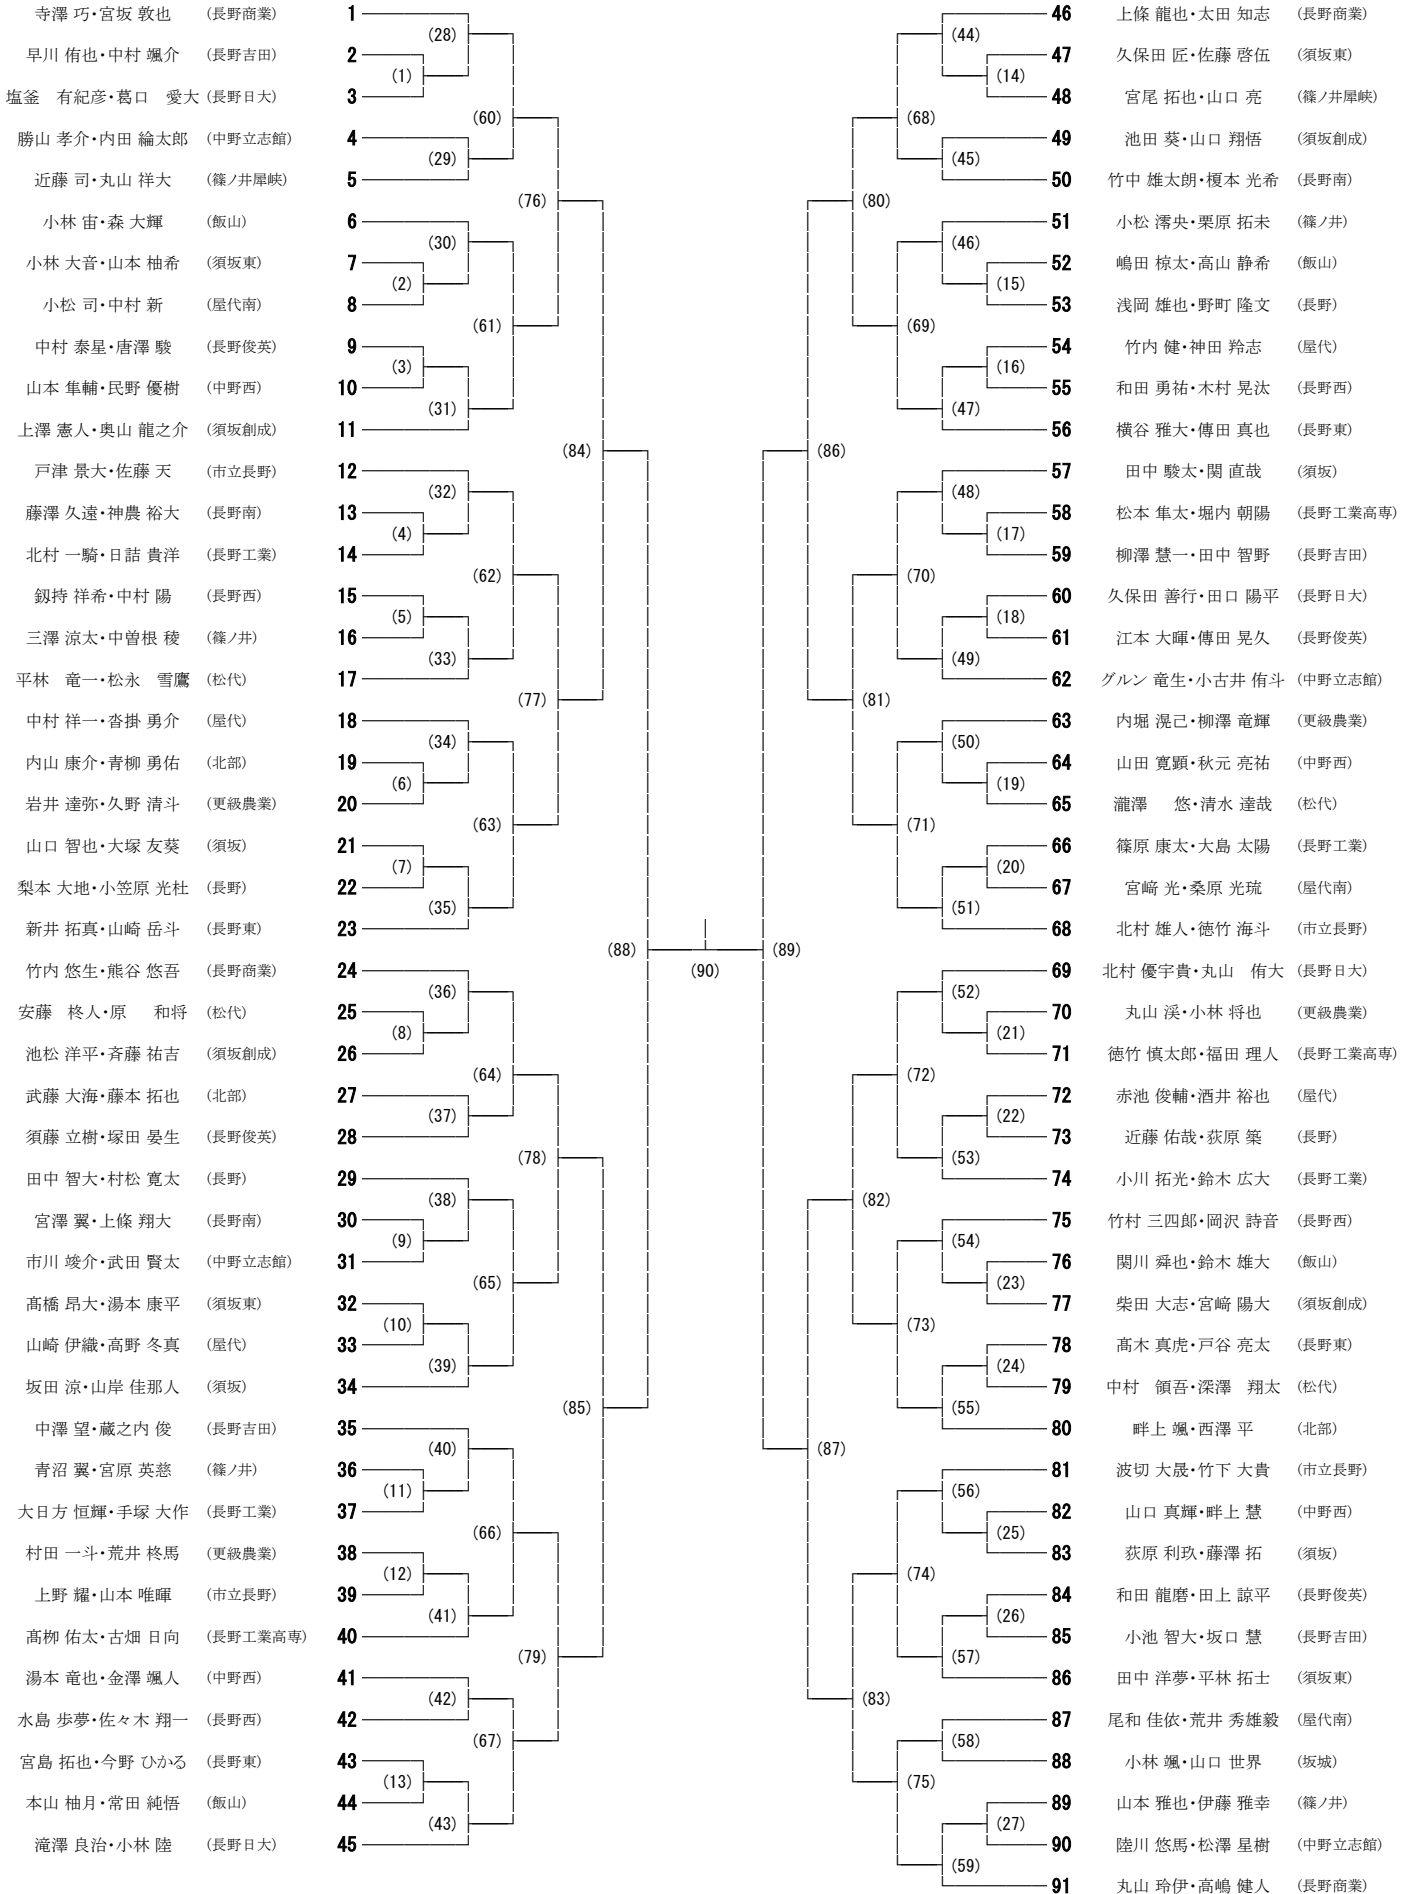 寺澤 巧・宮坂 敦也 (長野商業) 1
(28)
早川 侑也・中村 颯介 (長野吉田) 2
(1)
塩釜 有紀彦・葛口 愛大 (長野日大) 3
(60)
勝山 孝介・内田 綸太郎 (中野立志館) 4
(29)
近藤 司・丸山 祥大 (篠ノ井犀峡) 5
(76)
小林 宙・森 大輝 (飯山) 6
(30)
小林 大音・山本 柚希 (須坂東) 7
(2)
小松 司・中村 新 (屋代南) 8
(61)
中村 泰星・唐澤 駿 (長野俊英) 9
(3)
山本 隼輔・民野 優樹 (中野西) 10
(31)
上澤 憲人・奥山 龍之介 (須坂創成) 11
(84)
戸津 景大・佐藤 天 (市立長野) 12
(32)
藤澤 久遠・神農 裕大 (長野南) 13
(4)
北村 一騎・日詰 貴洋 (長野工業) 14
(62)
釼持 祥希・中村 陽 (長野西) 15
(5)
三澤 涼太・中曽根 稜 (篠ノ井) 16
(33)
平林 竜一・松永 雪鷹 (松代) 17
(77)
中村 祥一・沓掛 勇介 (屋代) 18
(34)
内山 康介・青柳 勇佑 (北部) 19
(6)
岩井 達弥・久野 清斗 (更級農業) 20
(63)
山口 智也・大塚 友葵 (須坂) 21
(7)
梨本 大地・小笠原 光杜 (長野) 22
(35)
新井 拓真・山崎 岳斗 (長野東) 23
(88)
竹内 悠生・熊谷 悠吾 (長野商業) 24
(36)
安藤 柊人・原 和将 (松代) 25
(8)
池松 洋平・斉藤 祐吉 (須坂創成) 26
(64)
武藤 大海・藤本 拓也 (北部) 27
(37)
須藤 立樹・塚田 晏生 (長野俊英) 28
(78)
田中 智大・村松 寛太 (長野) 29
(38)
宮澤 翼・上條 翔大 (長野南) 30
(9)
市川 竣介・武田 賢太 (中野立志館) 31
(65)
髙橋 昂大・湯本 康平 (須坂東) 32
(10)
山崎 伊織・高野 冬真 (屋代) 33
(39)
坂田 涼・山岸 佳那人 (須坂) 34
(85)
中澤 望・蔵之内 俊 (長野吉田) 35
(40)
青沼 翼・宮原 英慈 (篠ノ井) 36
(11)
大日方 恒輝・手塚 大作 (長野工業) 37
(66)
村田 一斗・荒井 柊馬 (更級農業) 38
(12)
上野 耀・山本 唯暉 (市立長野) 39
(41)
髙栁 佑太・古畑 日向 (長野工業高専) 40
(79)
湯本 竜也・金澤 颯人 (中野西) 41
(42)
水島 歩夢・佐々木 翔一 (長野西) 42
(67)
宮島 拓也・今野 ひかる (長野東) 43
(13)
本山 柚月・常田 純悟 (飯山) 44
(43)
滝澤 良治・小林 陸 (長野日大) 45
(90)
46 上條 龍也・太田 知志 (長野商業)
(44)
47 久保田 匠・佐藤 啓伍 (須坂東)
(14)
48 宮尾 拓也・山口 亮 (篠ノ井犀峡)
(68)
49 池田 葵・山口 翔悟 (須坂創成)
(45)
50 竹中 雄太朗・榎本 光希 (長野南)
(80)
51 小松 澪央・栗原 拓未 (篠ノ井)
(46)
52 嶋田 椋太・高山 静希 (飯山)
(15)
53 浅岡 雄也・野町 隆文 (長野)
(69)
54 竹内 健・神田 羚志 (屋代)
(16)
55 和田 勇祐・木村 晃汰 (長野西)
(47)
56 横谷 雅大・傳田 真也 (長野東)
(86)
57 田中 駿太・関 直哉 (須坂)
(48)
58 松本 隼太・堀内 朝陽 (長野工業高専)
(17)
59 柳澤 慧一・田中 智野 (長野吉田)
(70)
60 久保田 善行・田口 陽平 (長野日大)
(18)
61 江本 大暉・傳田 晃久 (長野俊英)
(49)
62 グルン 竜生・小古井 侑斗 (中野立志館)
(81)
63 内堀 滉己・柳澤 竜輝 (更級農業)
(50)
64 山田 寛顕・秋元 亮祐 (中野西)
(19)
65 瀧澤 悠・清水 達哉 (松代)
(71)
66 篠原 康太・大島 太陽 (長野工業)
(20)
67 宮﨑 光・桑原 光琉 (屋代南)
(51)
68 北村 雄人・徳竹 海斗 (市立長野)
(89)
69 北村 優宇貴・丸山 侑大 (長野日大)
(52)
70 丸山 渓・小林 将也 (更級農業)
(21)
71 徳竹 慎太郎・福田 理人 (長野工業高専)
(72)
72 赤池 俊輔・酒井 裕也 (屋代)
(22)
73 近藤 佑哉・荻原 築 (長野)
(53)
74 小川 拓光・鈴木 広大 (長野工業)
(82)
75 竹村 三四郎・岡沢 詩音 (長野西)
(54)
76 関川 舜也・鈴木 雄大 (飯山)
(23)
77 柴田 大志・宮﨑 陽大 (須坂創成)
(73)
78 髙木 真虎・戸谷 亮太 (長野東)
(24)
79 中村 領吾・深澤 翔太 (松代)
(55)
80 畔上 颯・西澤 平 (北部)
(87)
81 波切 大晟・竹下 大貴 (市立長野)
(56)
82 山口 真輝・畔上 慧 (中野西)
(25)
83 荻原 利玖・藤澤 拓 (須坂)
(74)
84 和田 龍磨・田上 諒平 (長野俊英)
(26)
85 小池 智大・坂口 慧 (長野吉田)
(57)
86 田中 洋夢・平林 拓士 (須坂東)
(83)
87 尾和 佳依・荒井 秀雄毅 (屋代南)
(58)
88 小林 颯・山口 世界 (坂城)
(75)
89 山本 雅也・伊藤 雅幸 (篠ノ井)
(27)
90 陸川 悠馬・松澤 星樹 (中野立志館)
(59)
91 丸山 玲伊・高嶋 健人 (長野商業)